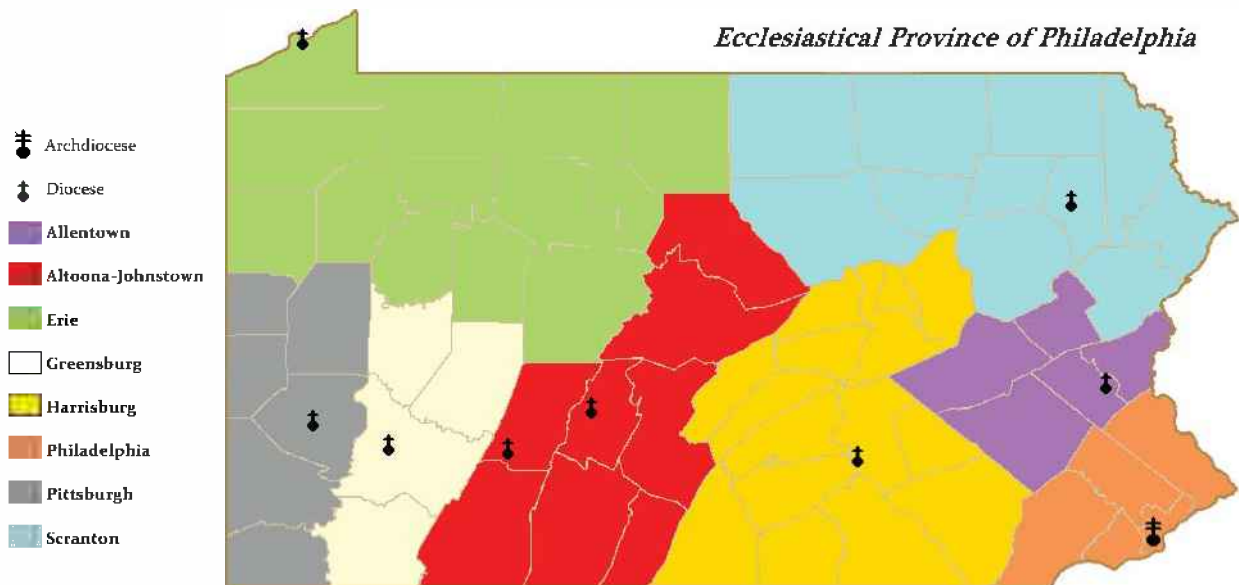 Ecclesiastical Province of Philadelphia
Archdiocese
Diocese
Allentown
Altoona-Johnstown
Erie
Greensburg
Harrisburg
Philadelphia
Pittsburgh
Scranton